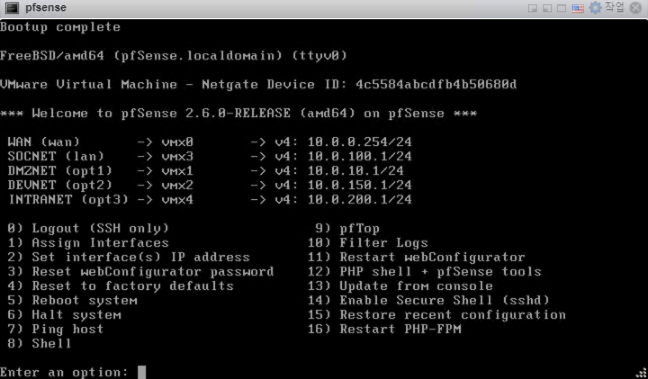 pfsense 작업
Bootup complete
FreeBSD/amd64 (pfSense.localdomain) (ttyv0)
VMware Virtual Machine - Netgate Device ID: 4c5584abcdfb4b50680d
*** Welcome to pfSense 2.6.0-RELEASE (amd64) on pfSense ***
WAN (wan) -> vmx0 -> v4: 10.0.0.254/24
SOCNET (lan) -> vmx3 -> v4: 10.0.100.1/24
DMZNET (opt1) -> vmx1 -> v4: 10.0.10.1/24
DEVNET (opt2) -> vmx2 -> v4: 10.0.150.1/24
INTRANET (opt3) -> vmx4 -> v4: 10.0.200.1/24
0) Logout (SSH only) 9) pfTop
1) Assign Interfaces 10) Filter Logs
2) Set interface(s) IP address 11) Restart webConfigurator
3) Reset webConfigurator password 12) PHP shell + pfSense tools
4) Reset to factory defaults 13) Update from console
5) Reboot system 14) Enable Secure Shell (sshd)
6) Halt system 15) Restore recent configuration
7) Ping host 16) Restart PHP-FPM
8) Shell
Enter an option: